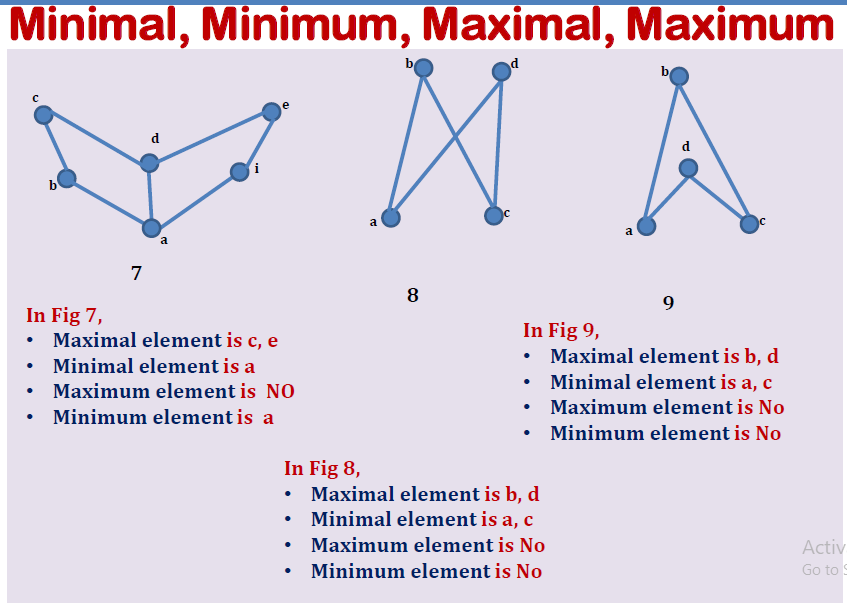 Minimal, Minimum, Maximal, Maximum
c
b
d
a
e
i
7
b
d
a
c
8
b
d
a
c
9
In Fig 7,
• Maximal element is c, e
• Minimal element is a
• Maximum element is NO
• Minimum element is a
In Fig 9,
• Maximal element is b, d
• Minimal element is a, c
• Maximum element is No
• Minimum element is No
In Fig 8,
• Maximal element is b, d
• Minimal element is a, c
• Maximum element is No
• Minimum element is No
Activ
Go to S